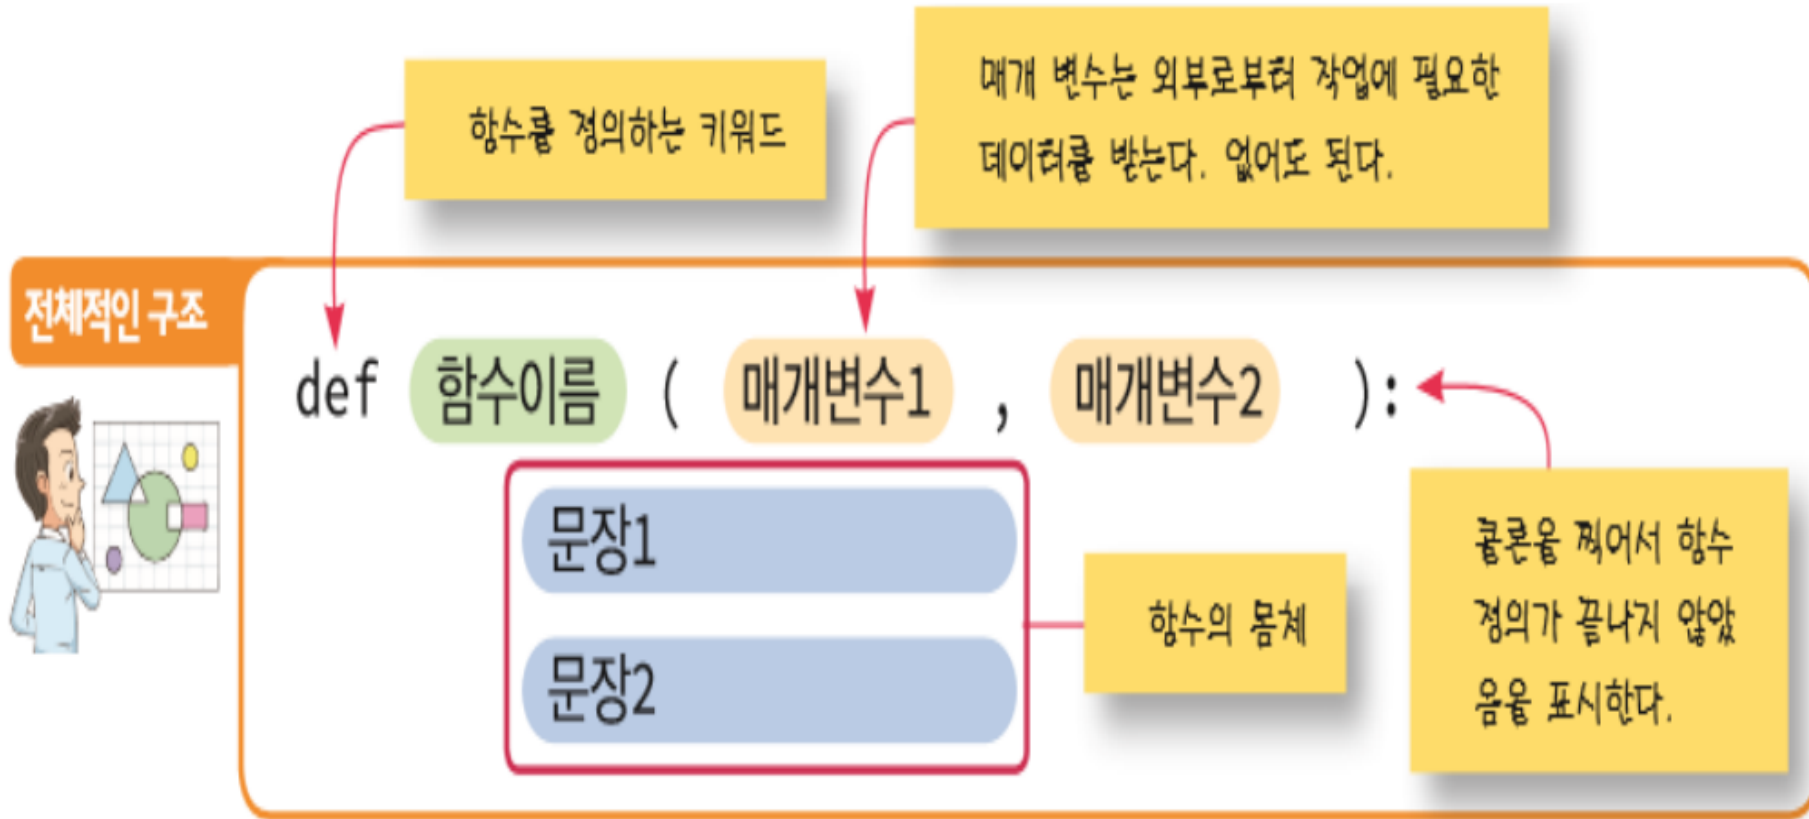 함수를 정의하는 키워드
매개 변수는 외부로부터 작업에 필요한
데이터를 받는다. 없어도 된다.
전체적인 구조
def 함수이름 ( 매개변수1 , 매개변수2 ):
문장1
문장2
함수의 몸체
콜론을 찍어서 함수
정의가 끝나지 않았
음을 표시한다.